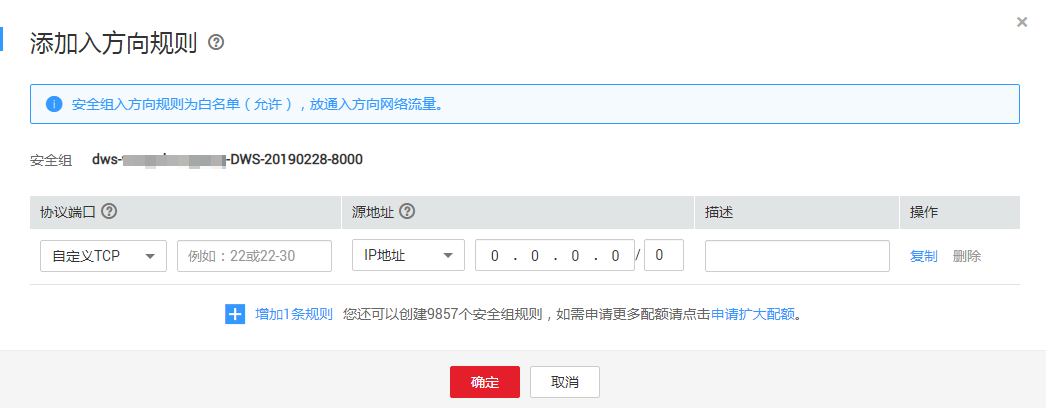 添加入方向规则 ?
i 安全组入方向规则为白名单（允许），放通入方向网络流量。
安全组 dws- -DWS-20190228-8000
协议端口 ? 源地址 ? 描述 操作
自定义TCP 例如：22或22-30 IP地址 0 . 0 . 0 . 0 / 0 复制 删除
增加1条规则 您还可以创建9857个安全组规则，如需申请更多配额请点击申请扩大配额。
确定 取消